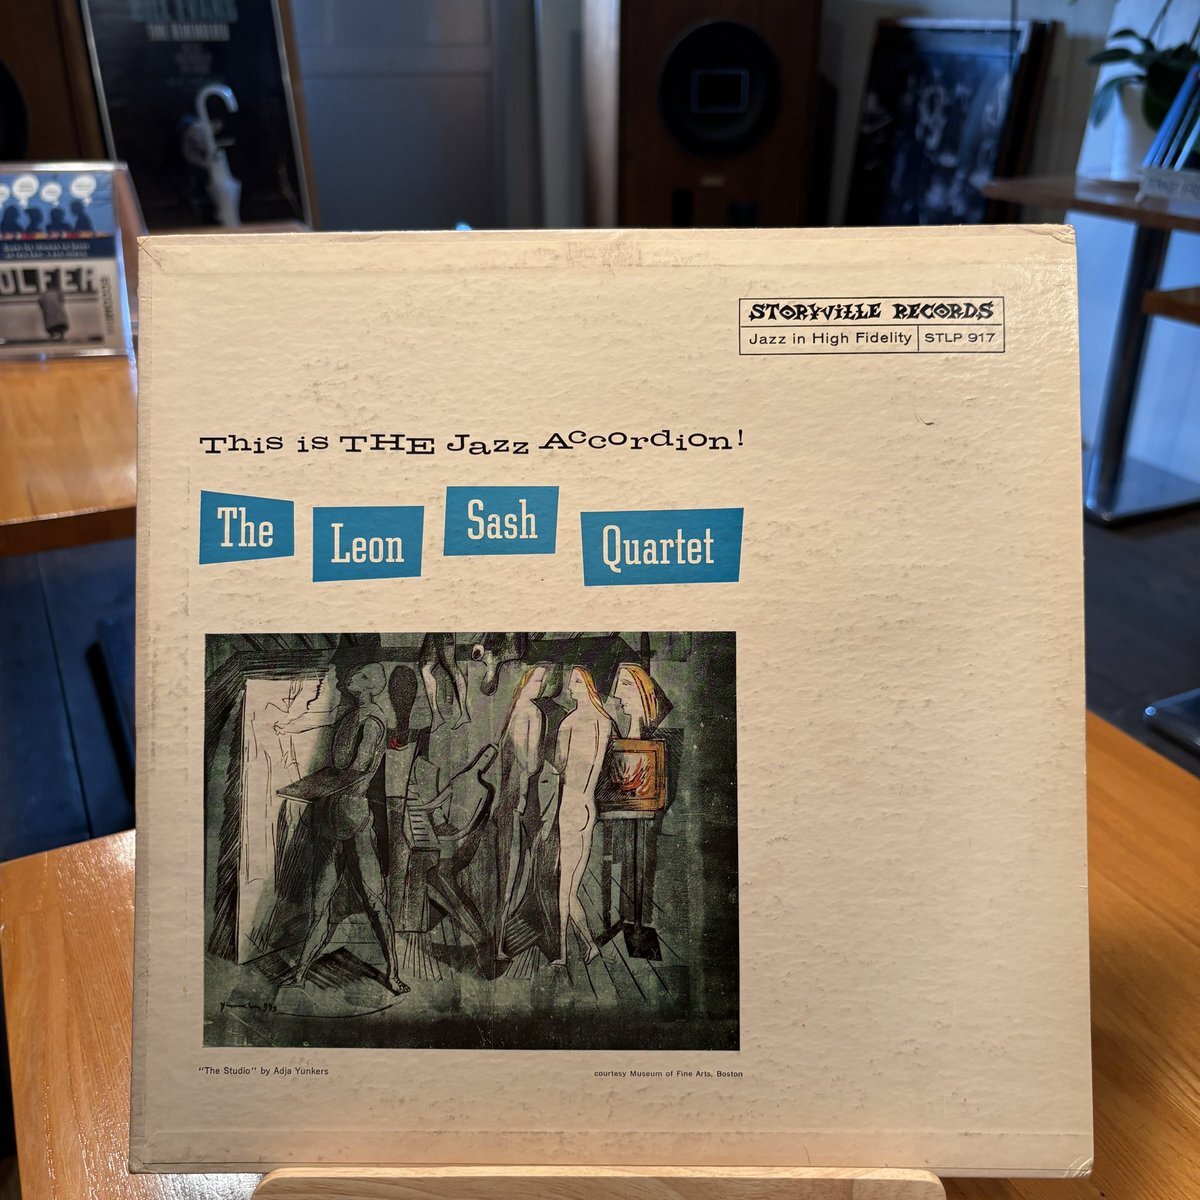 STORYVILLE RECORDS
Jazz in High Fidelity STLP 917
This is THE Jazz Accordion!
The Leon Sash Quartet
"The Studio" by Adja Yunkers
courtesy Museum of Fine Arts, Boston